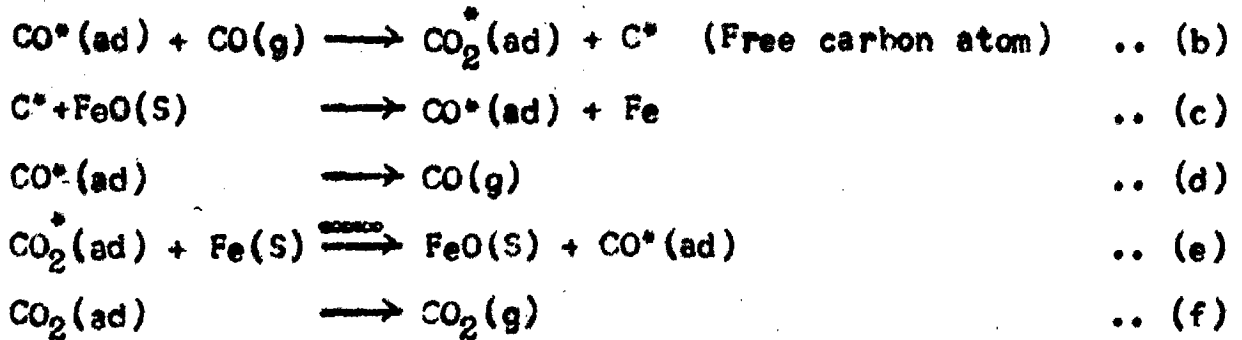 CO*(ad) + CO(g) ⟶ CO₂*(ad) + C* (Free carbon atom) .. (b)
C*+FeO(S) ⟶ CO*(ad) + Fe .. (c)
CO*(ad) ⟶ CO(g) .. (d)
CO₂*(ad) + Fe(S) ⟶ FeO(S) + CO*(ad) .. (e)
CO₂(ad) ⟶ CO₂(g) .. (f)